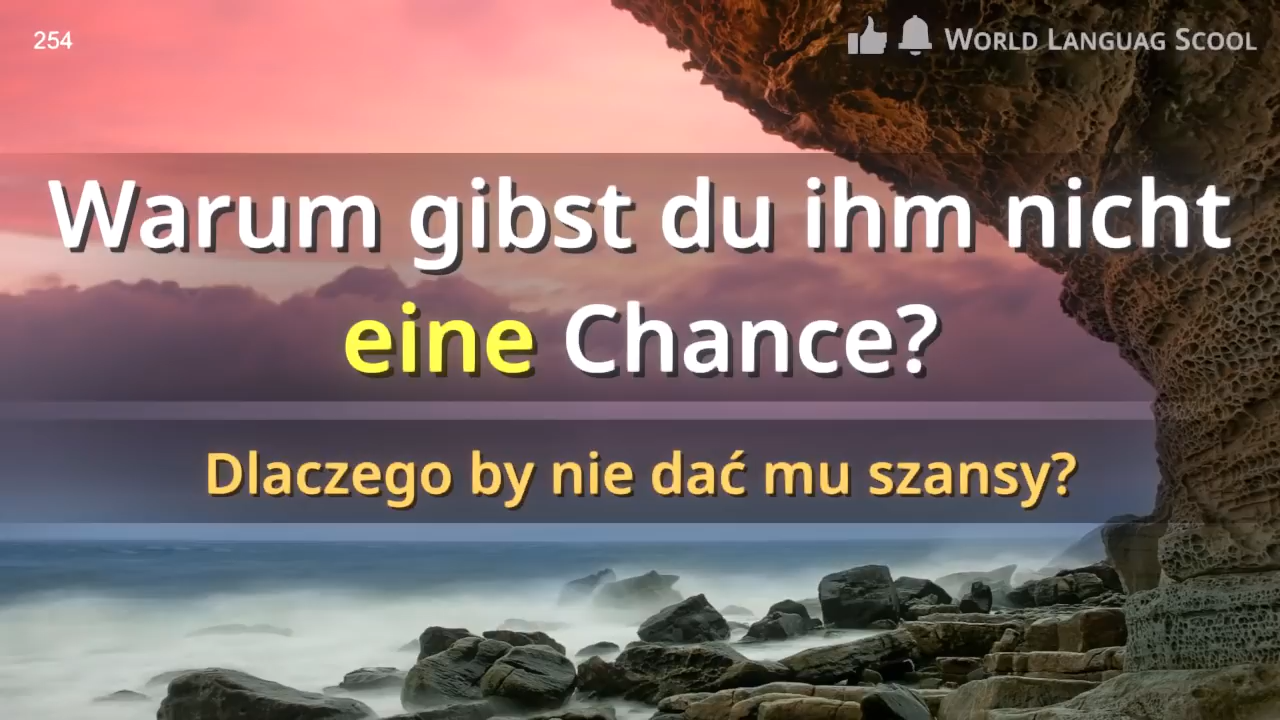 254
World Languag Scool
Warum gibst du ihm nicht
eine Chance?
Dlaczego by nie dać mu szansy?